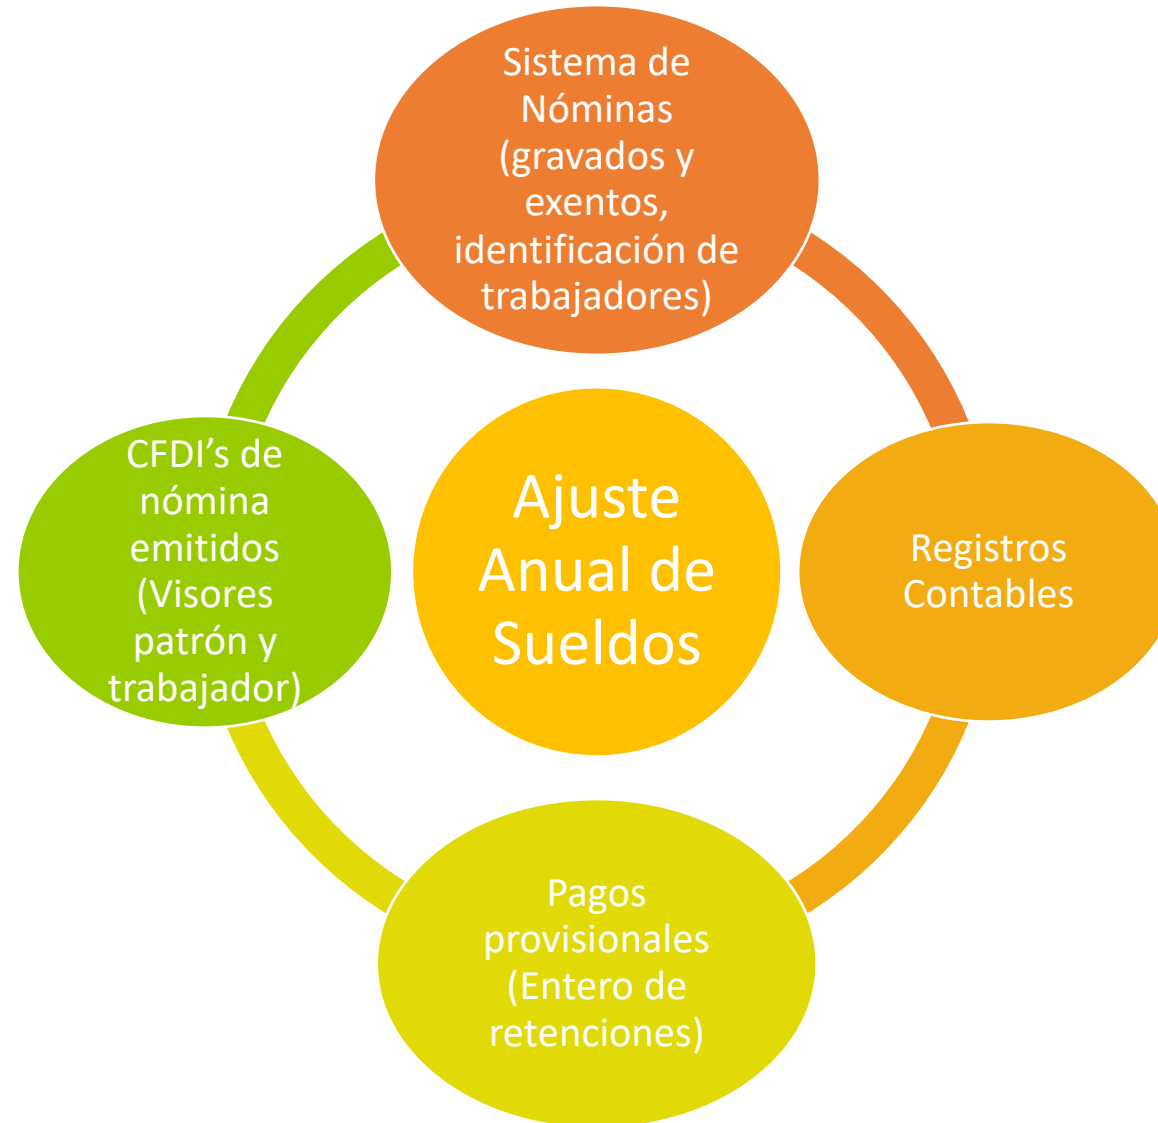 Sistema de
Nóminas
(gravados y
exentos,
identificación de
trabajadores)
CFDI’s de
nómina
emitidos
(Visores
patrón y
trabajador)
Ajuste
Anual de
Sueldos
Registros
Contables
Pagos
provisionales
(Entero de
retenciones)